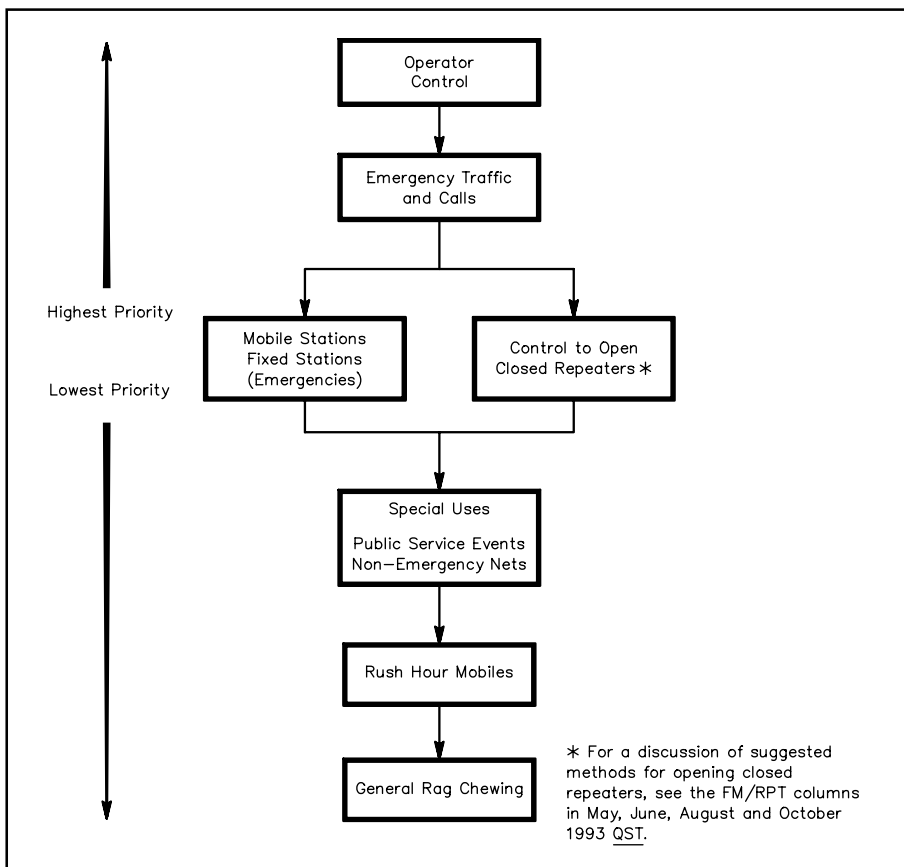 Operator
Control
Emergency Traffic
and Calls
Highest Priority
Mobile Stations
Fixed Stations
(Emergencies)
Control to Open
Closed Repeaters *
Lowest Priority
Special Uses
Public Service Events
Non-Emergency Nets
Rush Hour Mobiles
General Rag Chewing
* For a discussion of suggested
methods for opening closed
repeaters, see the FM/RPT columns
in May, June, August and October
1993 QST.